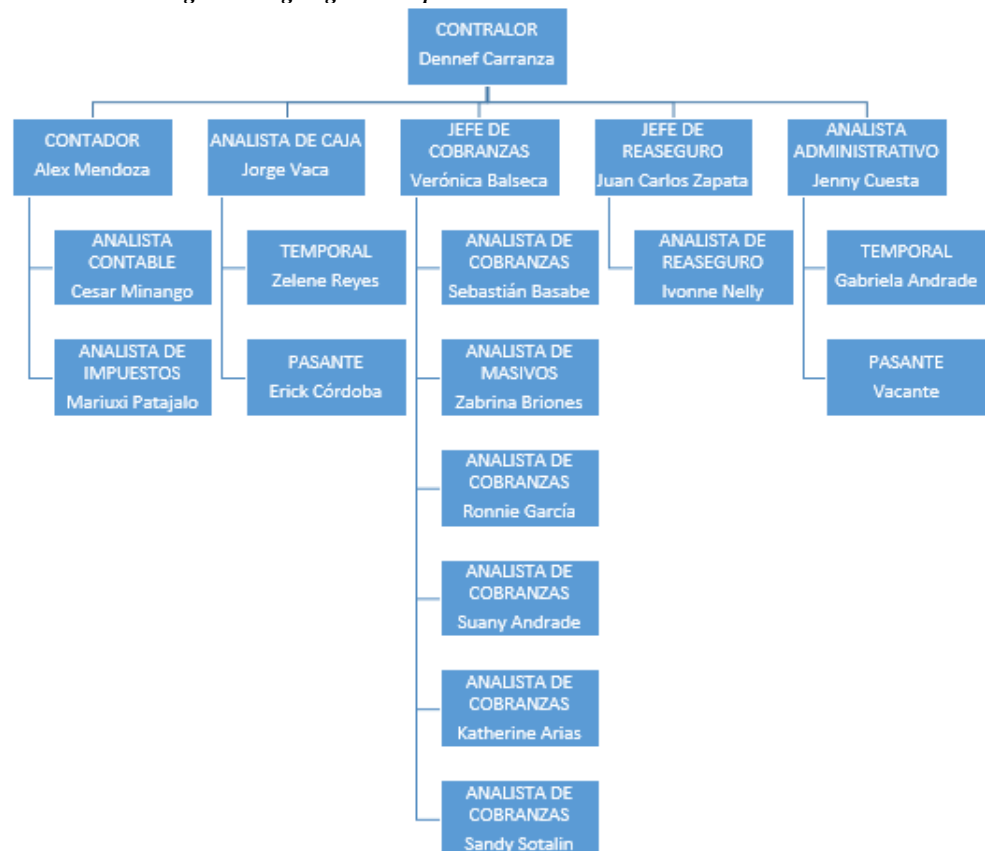 CONTRALOR
Dennef Carranza
CONTADOR
Alex Mendoza
ANALISTA DE CAJA
Jorge Vaca
JEFE DE
COBRANZAS
Verónica Balseca
JEFE DE
REASEGURO
Juan Carlos Zapata
ANALISTA
ADMINISTRATIVO
Jenny Cuesta
ANALISTA
CONTABLE
Cesar Minango
TEMPORAL
Zelene Reyes
ANALISTA DE
COBRANZAS
Sebastián Basabe
ANALISTA DE
REASEGURO
Ivonne Nelly
TEMPORAL
Gabriela Andrade
ANALISTA DE
IMPUESTOS
Mariuxi Patajalo
PASANTE
Erick Córdoba
ANALISTA DE
MASIVOS
Zabrina Briones
PASANTE
Vacante
ANALISTA DE
COBRANZAS
Ronnie García
ANALISTA DE
COBRANZAS
Suany Andrade
ANALISTA DE
COBRANZAS
Katherine Arias
ANALISTA DE
COBRANZAS
Sandy Sotalin